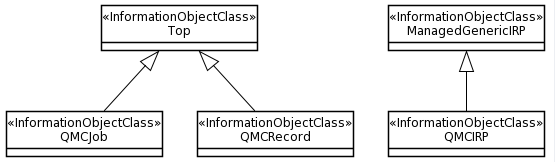 «InformationObjectClass»
Top
«InformationObjectClass»
ManagedGenericIRP
«InformationObjectClass»
QMCJob
«InformationObjectClass»
QMCRecord
«InformationObjectClass»
QMCIRP